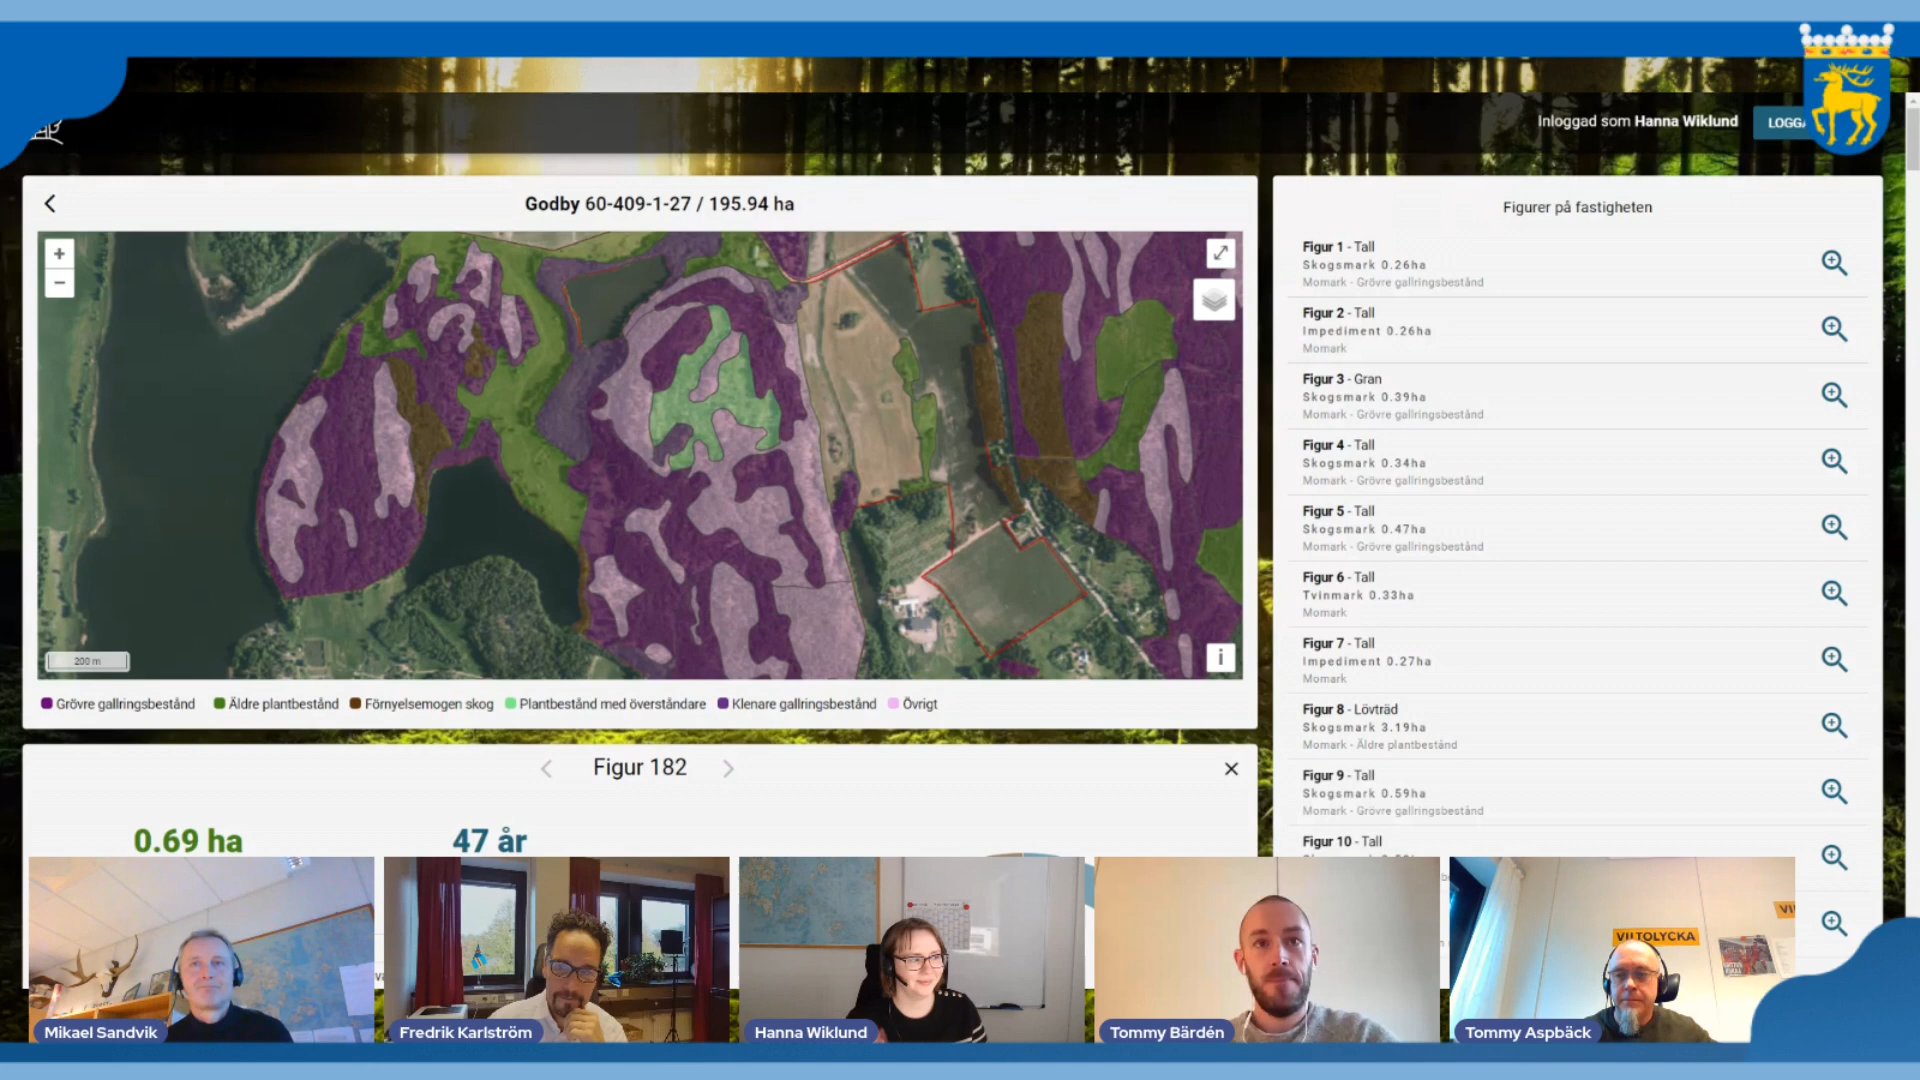 Inloggad som Hanna Wiklund
LOGGA
Godby 60-409-1-27 / 195.94 ha
+
−
200 m
i
Grövre gallringsbestånd
Äldre plantbestånd
Förnyelsemogen skog
Plantbestånd med överståndare
Klenare gallringsbestånd
Övrigt
Figur 182
0.69 ha
47 år
Figurer på fastigheten
Figur 1 - Tall
Skogsmark 0.26ha
Momark - Grövre gallringsbestånd
Figur 2 - Tall
Impediment 0.26ha
Momark
Figur 3 - Gran
Skogsmark 0.39ha
Momark - Grövre gallringsbestånd
Figur 4 - Tall
Skogsmark 0.34ha
Momark - Grövre gallringsbestånd
Figur 5 - Tall
Skogsmark 0.47ha
Momark - Grövre gallringsbestånd
Figur 6 - Tall
Tvinmark 0.33ha
Momark
Figur 7 - Tall
Impediment 0.27ha
Momark
Figur 8 - Lövträd
Skogsmark 3.19ha
Momark - Äldre plantbestånd
Figur 9 - Tall
Skogsmark 0.59ha
Momark - Grövre gallringsbestånd
Figur 10 - Tall
VILTOLYCKA
Mikael Sandvik
Fredrik Karlström
Hanna Wiklund
Tommy Bärdén
Tommy Aspbäck